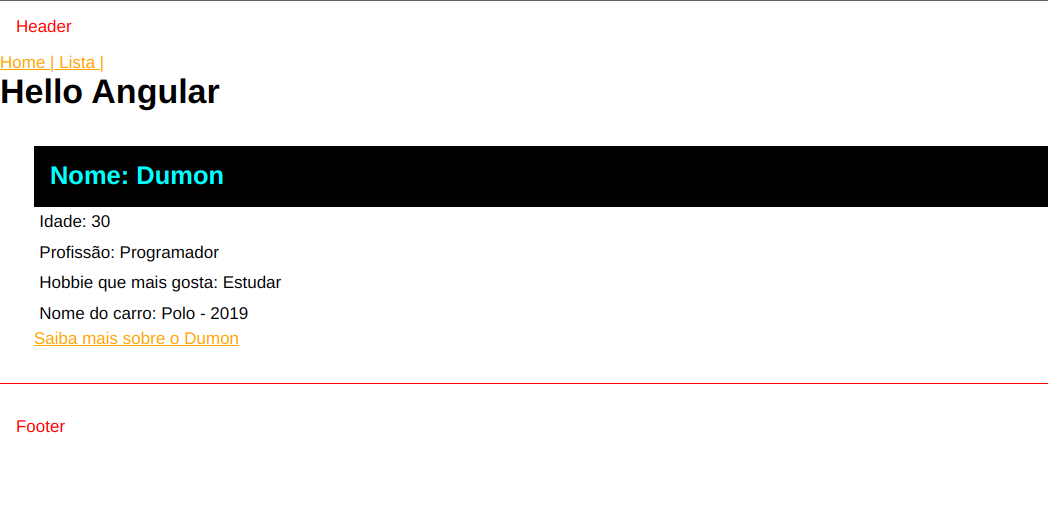 Header
Home | Lista |
Hello Angular
Nome: Dumon
Idade: 30
Profissão: Programador
Hobbie que mais gosta: Estudar
Nome do carro: Polo - 2019
Saiba mais sobre o Dumon
Footer